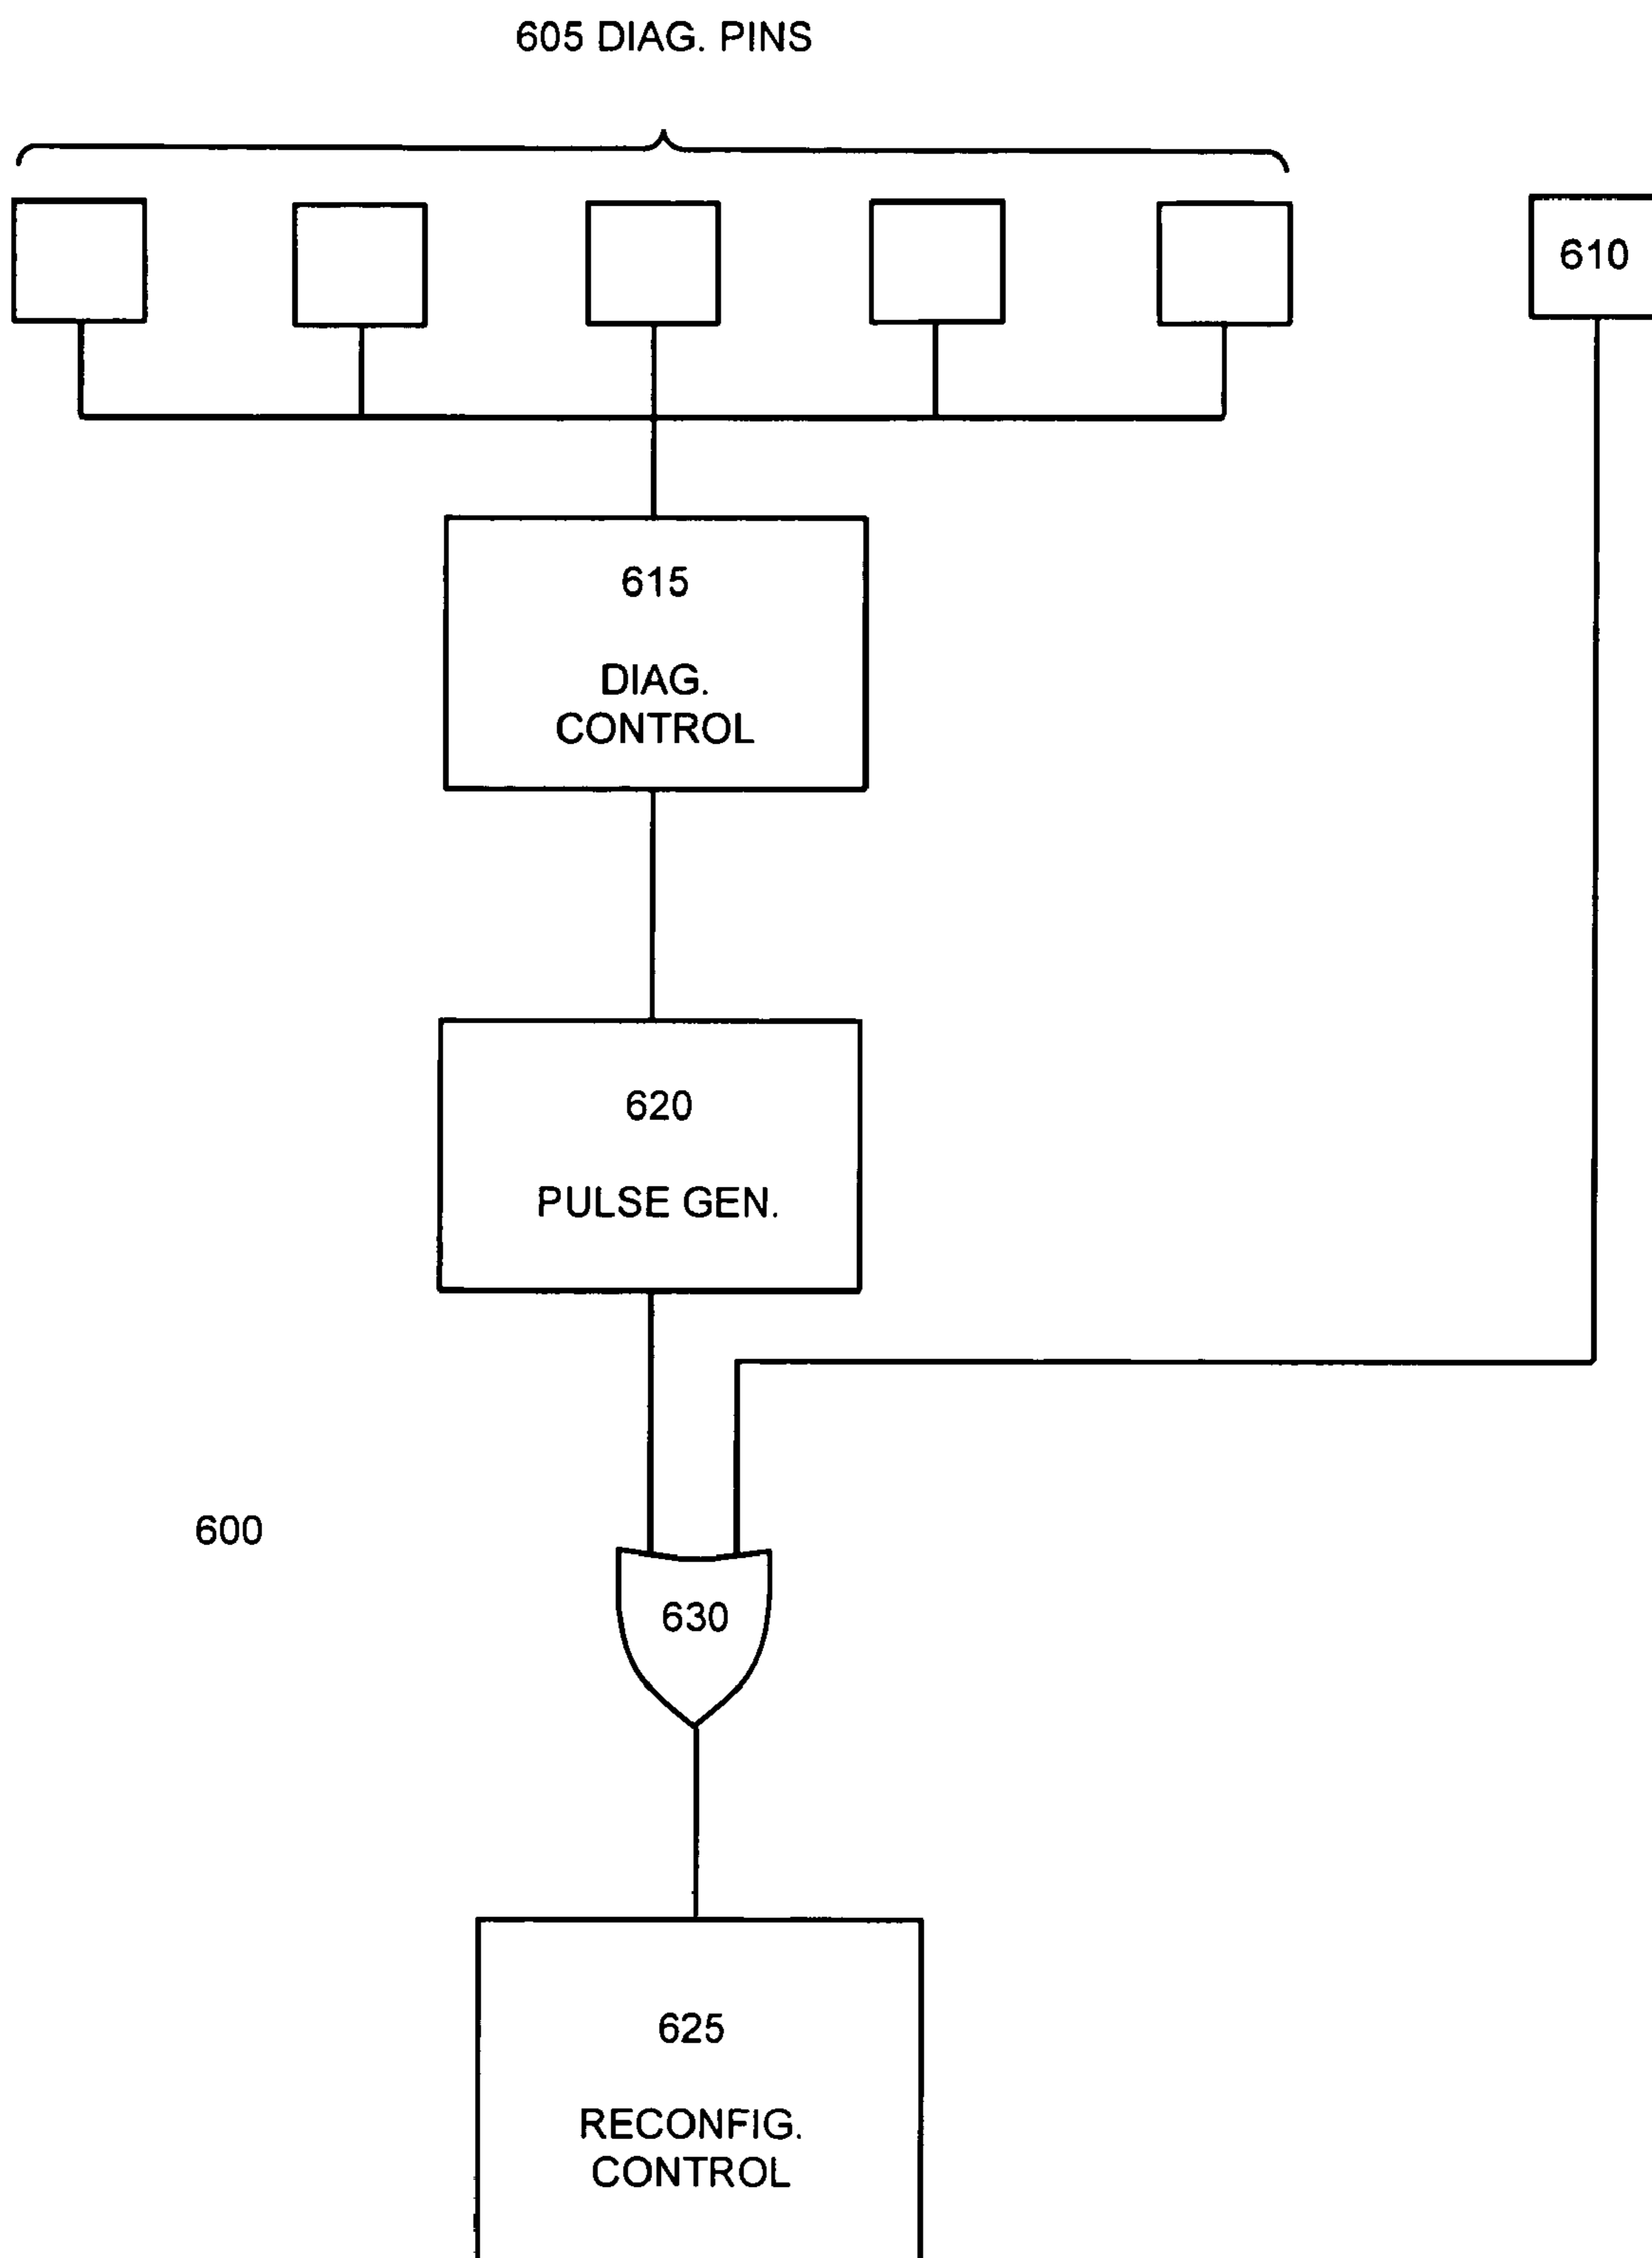 605 DIAG. PINS
610
615
DIAG.
CONTROL
620
PULSE GEN.
600
630
625
RECONFIG.
CONTROL